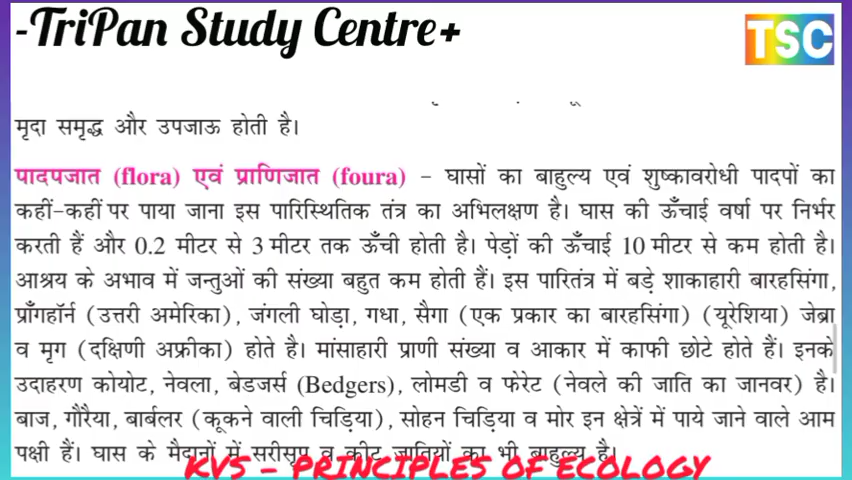 -TriPan Study Centre+
TSC
मृदा समृद्ध और उपजाऊ होती है।
पादपजात (flora) एवं प्राणिजात (foura) - घासों का बाहुल्य एवं शुष्कावरोधी पादपों का
कहीं-कहीं पर पाया जाना इस पारिस्थितिक तंत्र का अभिलक्षण है। घास की ऊँचाई वर्षा पर निर्भर
करती हैं और 0.2 मीटर से 3 मीटर तक ऊँची होती है। पेड़ों की ऊँचाई 10 मीटर से कम होती है।
आश्रय के अभाव में जन्तुओं की संख्या बहुत कम होती हैं। इस पारितंत्र में बड़े शाकाहारी बारहसिंगा,
प्रौंगहॉर्न (उत्तरी अमेरिका), जंगली घोड़ा, गधा, सैगा (एक प्रकार का बारहसिंगा) (यूरेशिया) जेब्रा
व मृग (दक्षिणी अफ्रीका) होते है। मांसाहारी प्राणी संख्या व आकार में काफी छोटे होते हैं। इनके
उदाहरण कोयोट, नेवला, बेडजर्स (Bedgers), लोमडी व फेरेट (नेवले की जाति का जानवर) है।
बाज, गौरैया, बार्बलर (कूकने वाली चिड़िया), सोहन चिड़िया व मोर इन क्षेत्रें में पाये जाने वाले आम
पक्षी हैं। घास के मैदानों में सरीसृप व कीट जातियों का भी बाहुल्य है।
KVS - PRINCIPLES OF ECOLOGY